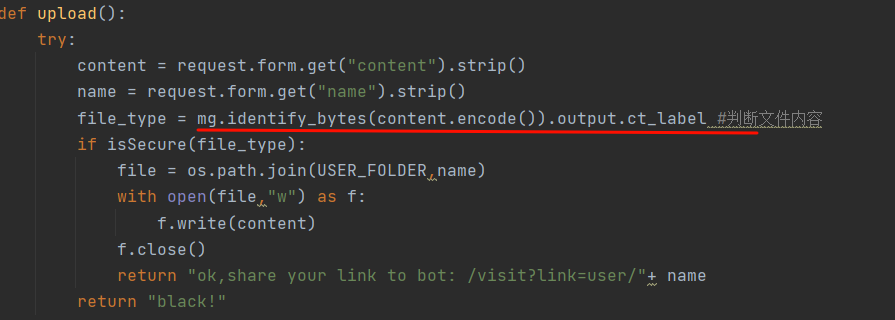 def upload():
    try:
        content = request.form.get("content").strip()
        name = request.form.get("name").strip()
        file_type = mg.identify_bytes(content.encode()).output.ct_label #判断文件内容
        if isSecure(file_type):
            file = os.path.join(USER_FOLDER,name)
            with open(file,"w") as f:
                f.write(content)
            f.close()
            return "ok,share your link to bot: /visit?link=user/"+ name
        return "black!"